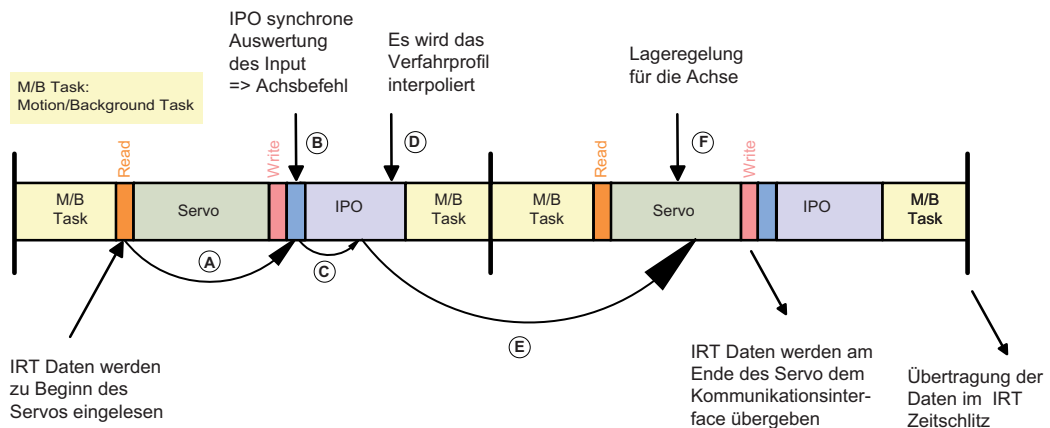 IPO synchrone
Auswertung
des Input
=> Achsbefehl
Es wird das
Verfahrprofil
interpoliert
Lageregelung
für die Achse
M/B Task:
Motion/Background Task
B
D
F
Read
Write
Read
Write
M/B
Task
Servo
IPO
M/B
Task
M/B
Task
Servo
IPO
M/B
Task
A
C
E
IRT Daten werden
zu Beginn des
Servos eingelesen
IRT Daten werden am
Ende des Servo dem
Kommunikationsinter-
face übergeben
Übertragung der
Daten im IRT
Zeitschlitz